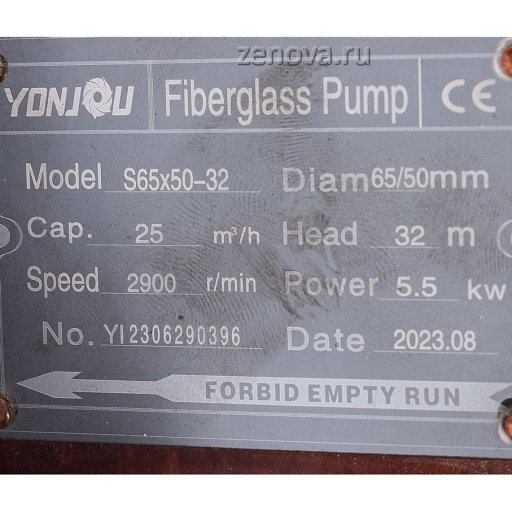 zenova.ru
YONJOU Fiberglass Pump CE
Model S65x50-32 Diam 65/50mm
Cap. 25 m³/h Head 32 m
Speed 2900 r/min Power 5.5 kw
No. YI2306290396 Date 2023.08
FORBID EMPTY RUN